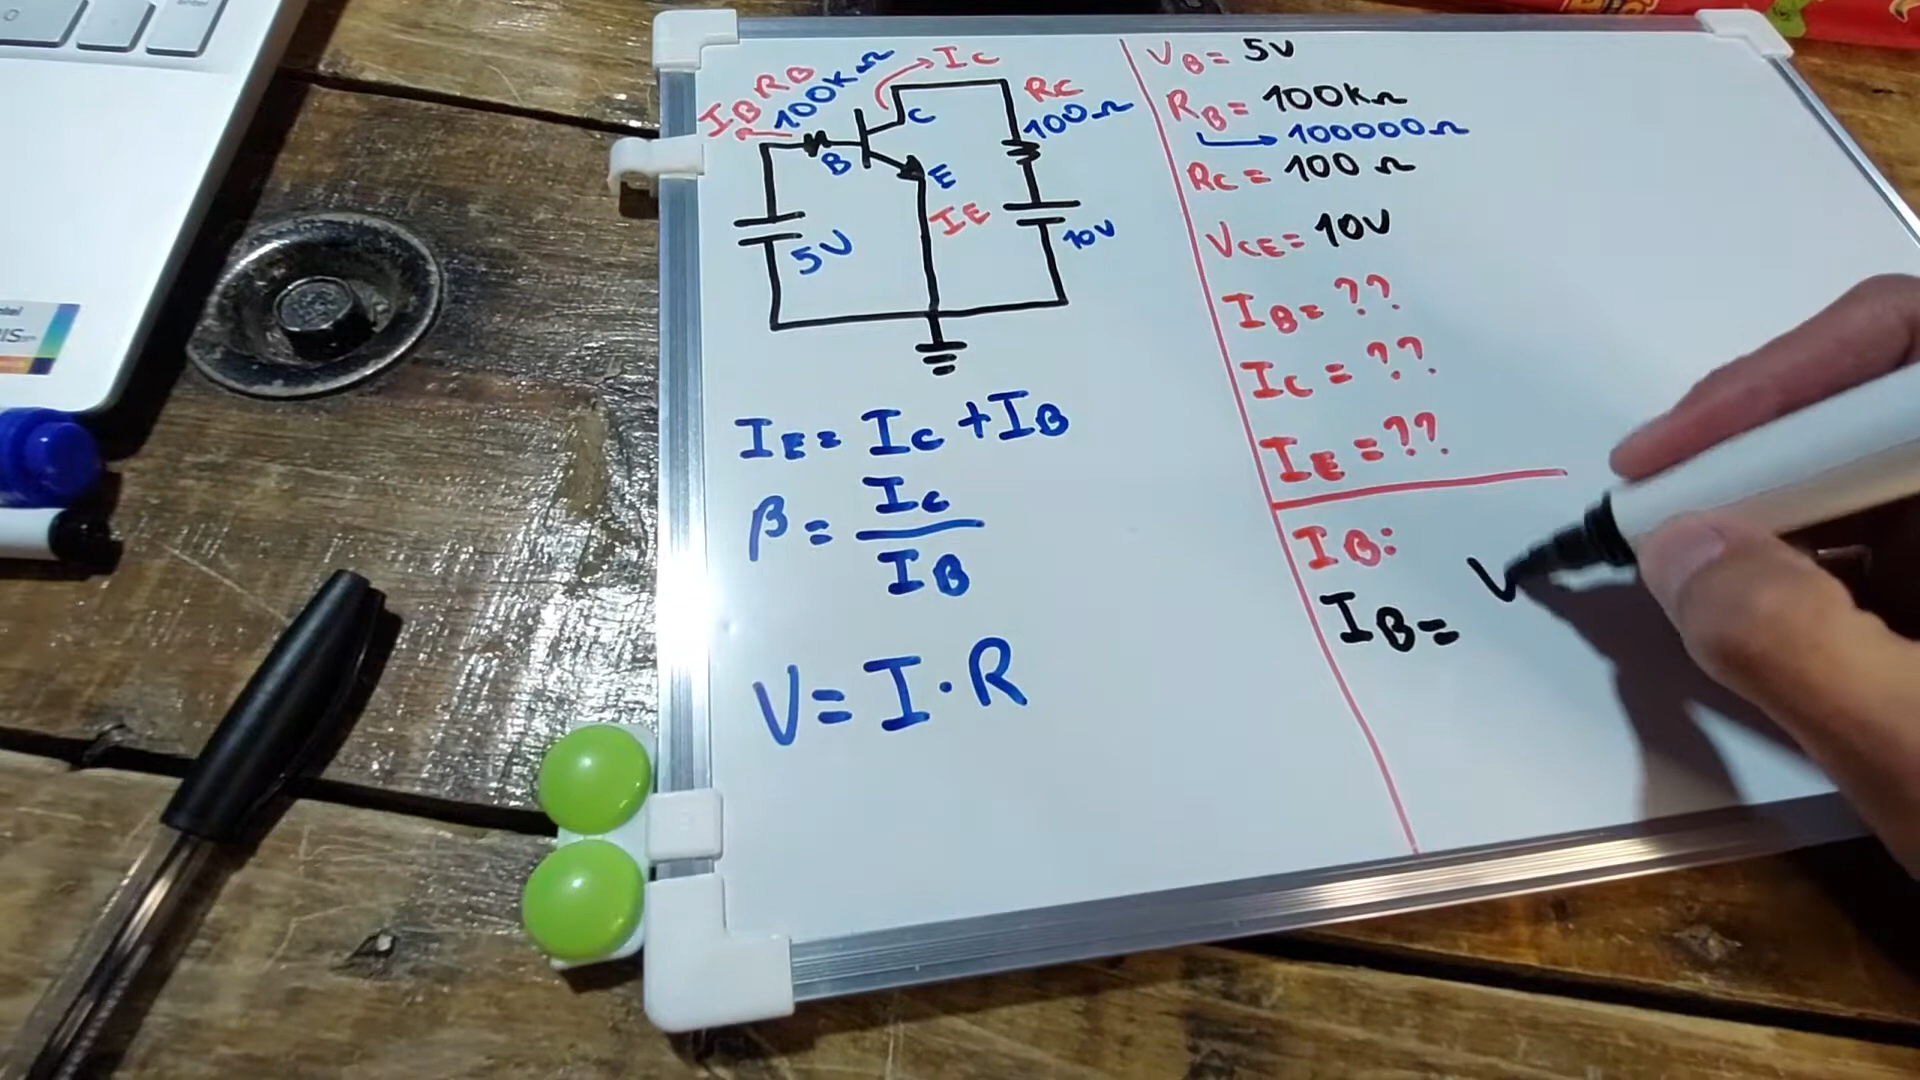 IB RB
100KΩ
IC
C
B
E
IE
RC
100Ω
5V
10V
IE = IC + IB
β = IC / IB
V = I · R
VB = 5V
RB = 100KΩ
100000Ω
RC = 100 Ω
VCE = 10V
IB = ??
IC = ??
IE = ??
IB:
IB = V